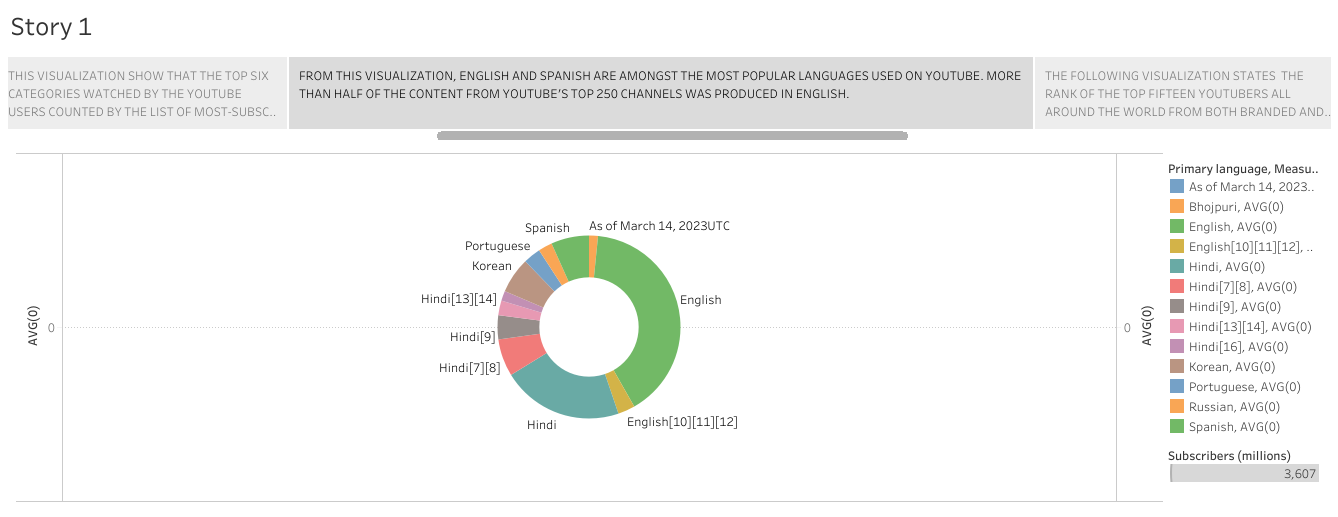 Story 1
THIS VISUALIZATION SHOW THAT THE TOP SIX
CATEGORIES WATCHED BY THE YOUTUBE
USERS COUNTED BY THE LIST OF MOST-SUBSC..
FROM THIS VISUALIZATION, ENGLISH AND SPANISH ARE AMONGST THE MOST POPULAR LANGUAGES USED ON YOUTUBE. MORE
THAN HALF OF THE CONTENT FROM YOUTUBE'S TOP 250 CHANNELS WAS PRODUCED IN ENGLISH.
THE FOLLOWING VISUALIZATION STATES THE
RANK OF THE TOP FIFTEEN YOUTUBERS ALL
AROUND THE WORLD FROM BOTH BRANDED AND..
AVG(0)
0
Spanish
As of March 14, 2023UTC
Portuguese
Korean
Hindi[13][14]
English
Hindi[9]
Hindi[7][8]
Hindi
English[10][11][12]
0
AVG(0)
Primary language, Measu..
As of March 14, 2023..
Bhojpuri, AVG(0)
English, AVG(0)
English[10][11][12], ..
Hindi, AVG(0)
Hindi[7][8], AVG(0)
Hindi[9], AVG(0)
Hindi[13][14], AVG(0)
Hindi[16], AVG(0)
Korean, AVG(0)
Portuguese, AVG(0)
Russian, AVG(0)
Spanish, AVG(0)
Subscribers (millions)
3,607